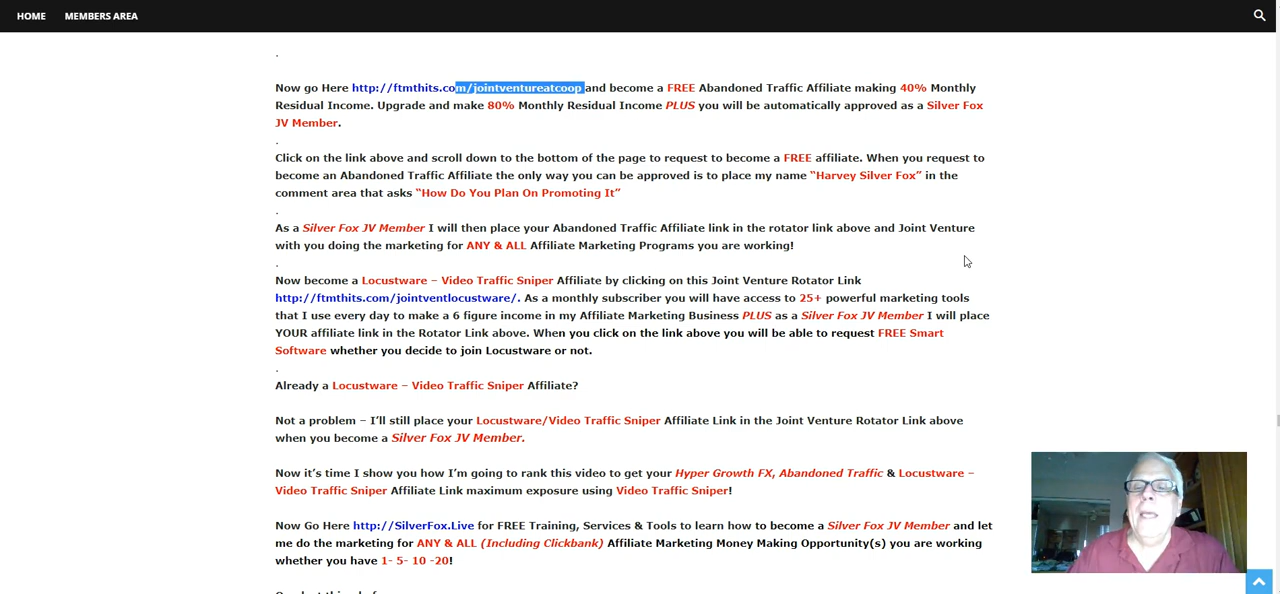 HOME MEMBERS AREA
.
Now go Here http://ftmthits.com/jointventureatcoop and become a FREE Abandoned Traffic Affiliate making 40% Monthly
Residual Income. Upgrade and make 80% Monthly Residual Income PLUS you will be automatically approved as a Silver Fox
JV Member.
.
Click on the link above and scroll down to the bottom of the page to request to become a FREE affiliate. When you request to
become an Abandoned Traffic Affiliate the only way you can be approved is to place my name “Harvey Silver Fox” in the
comment area that asks “How Do You Plan On Promoting It”
.
As a Silver Fox JV Member I will then place your Abandoned Traffic Affiliate link in the rotator link above and Joint Venture
with you doing the marketing for ANY & ALL Affiliate Marketing Programs you are working!
.
Now become a Locustware – Video Traffic Sniper Affiliate by clicking on this Joint Venture Rotator Link
http://ftmthits.com/jointventlocustware/. As a monthly subscriber you will have access to 25+ powerful marketing tools
that I use every day to make a 6 figure income in my Affiliate Marketing Business PLUS as a Silver Fox JV Member I will place
YOUR affiliate link in the Rotator Link above. When you click on the link above you will be able to request FREE Smart
Software whether you decide to join Locustware or not.
.
Already a Locustware – Video Traffic Sniper Affiliate?
Not a problem – I’ll still place your Locustware/Video Traffic Sniper Affiliate Link in the Joint Venture Rotator Link above
when you become a Silver Fox JV Member.
Now it’s time I show you how I’m going to rank this video to get your Hyper Growth FX, Abandoned Traffic & Locustware –
Video Traffic Sniper Affiliate Link maximum exposure using Video Traffic Sniper!
Now Go Here http://SilverFox.Live for FREE Training, Services & Tools to learn how to become a Silver Fox JV Member and let
me do the marketing for ANY & ALL (Including Clickbank) Affiliate Marketing Money Making Opportunity(s) you are working
whether you have 1- 5- 10 -20!